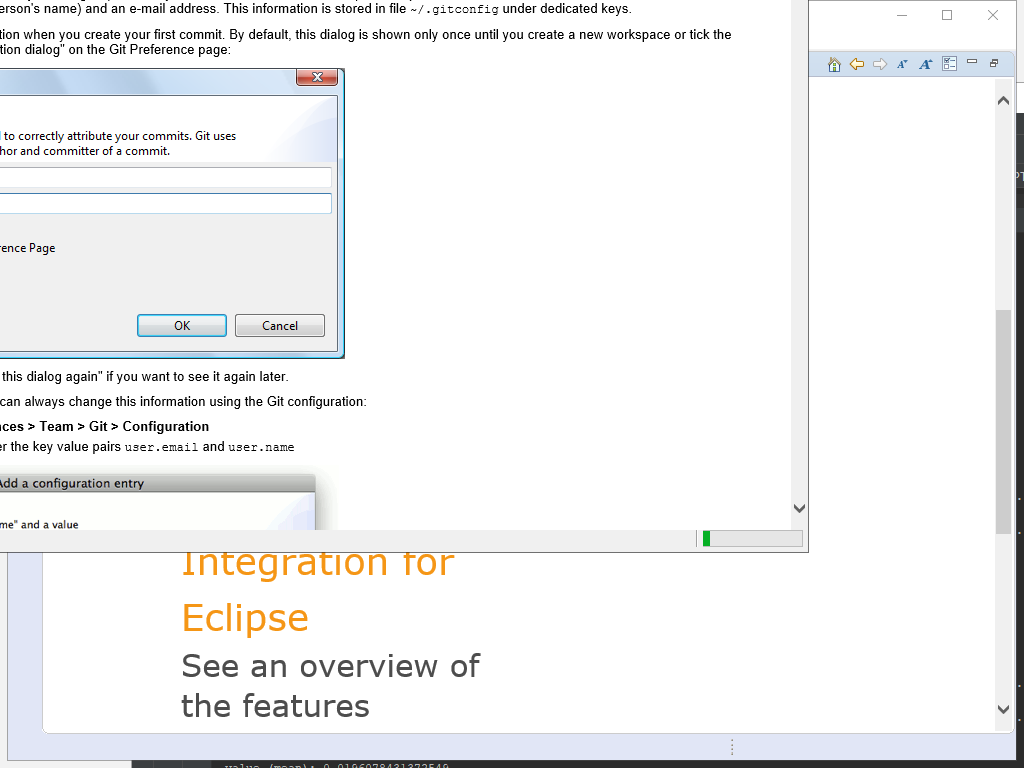 erson's name) and an e-mail address. This information is stored in file ~/.gitconfig under dedicated keys.
tion when you create your first commit. By default, this dialog is shown only once until you create a new workspace or tick the
tion dialog" on the Git Preference page:
to correctly attribute your commits. Git uses
hor and committer of a commit.
rence Page
OK Cancel
this dialog again" if you want to see it again later.
can always change this information using the Git configuration:
nces > Team > Git > Configuration
er the key value pairs user.email and user.name
Add a configuration entry
me" and a value
Integration for
Eclipse
See an overview of
the features
value (mean): 0.0196078431372549